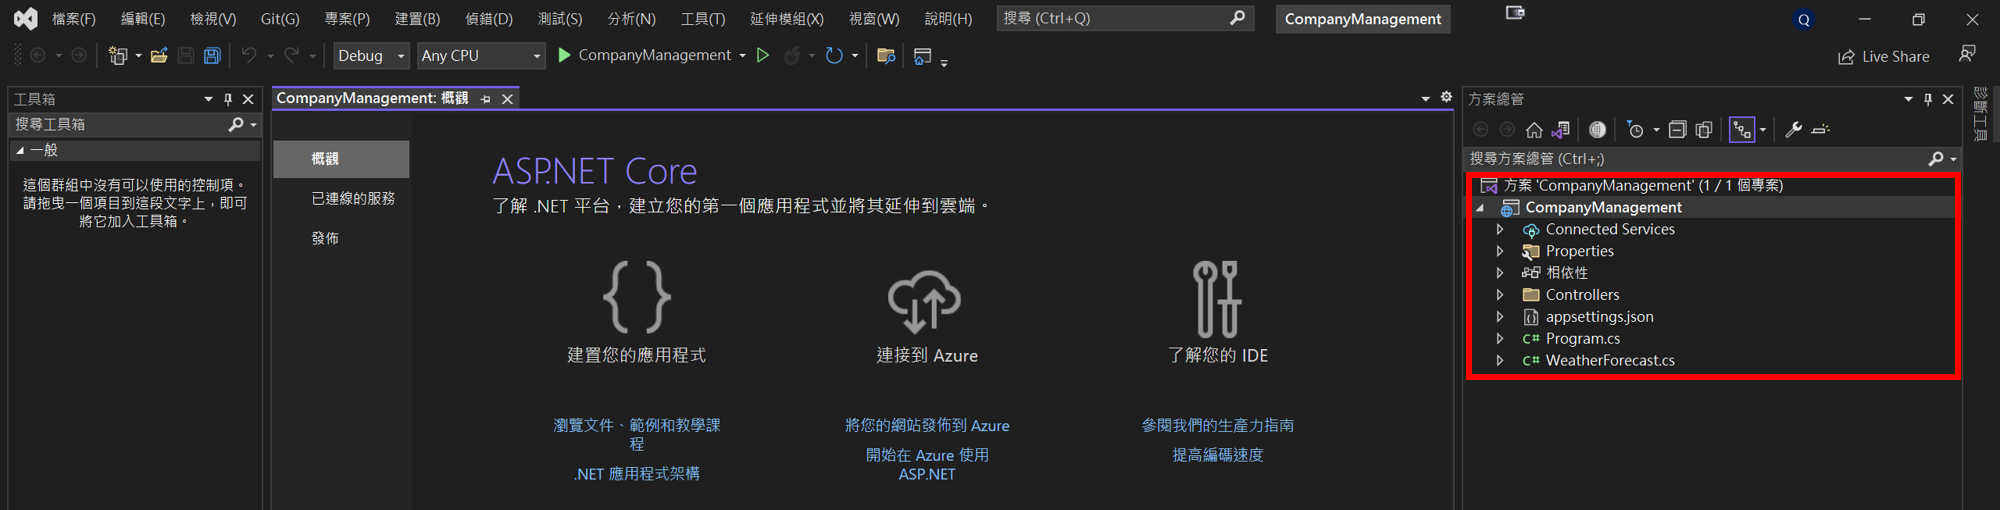 檔案(F) 編輯(E) 檢視(V) Git(G) 專案(P) 建置(B) 偵錯(D) 測試(S) 分析(N) 工具(T) 延伸模組(X) 視窗(W) 說明(H) 搜尋 (Ctrl+Q) CompanyManagement Q
Debug Any CPU CompanyManagement Live Share
工具箱
搜尋工具箱
一般
這個群組中沒有可以使用的控制項。
請拖曳一個項目到這段文字上，即可
將它加入工具箱。
CompanyManagement: 概觀
概觀
已連線的服務
發佈
ASP.NET Core
了解 .NET 平台，建立您的第一個應用程式並將其延伸到雲端。
建置您的應用程式
瀏覽文件、範例和教學課
程
.NET 應用程式架構
連接到 Azure
將您的網站發佈到 Azure
開始在 Azure 使用
ASP.NET
了解您的 IDE
參閱我們的生產力指南
提高編碼速度
方案總管
搜尋方案總管 (Ctrl+;)
方案 'CompanyManagement' (1 / 1 個專案)
CompanyManagement
Connected Services
Properties
相依性
Controllers
appsettings.json
C# Program.cs
C# WeatherForecast.cs
診斷工具